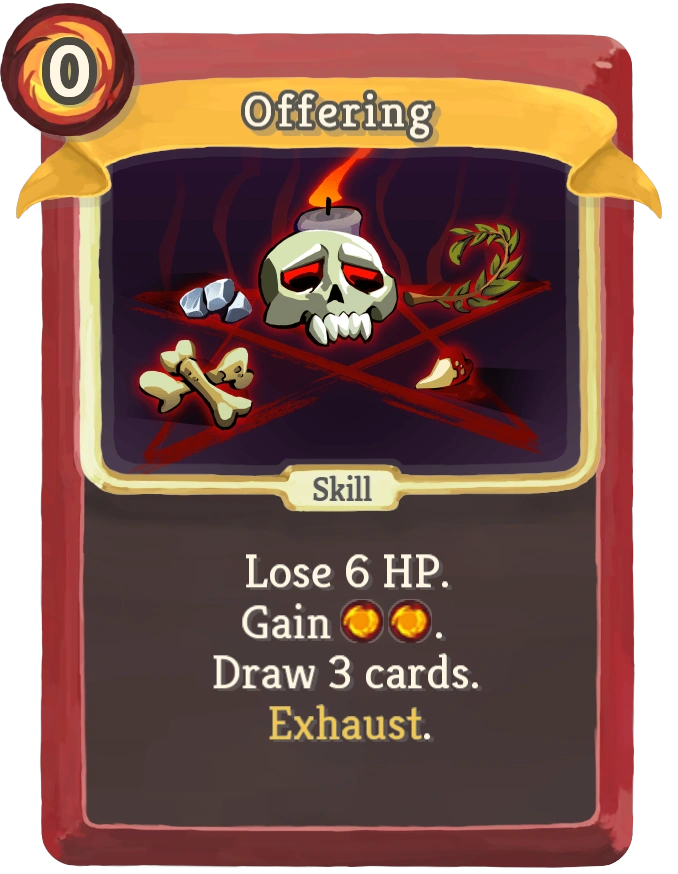 0
Offering
Skill
Lose 6 HP.
Gain .
Draw 3 cards.
Exhaust.